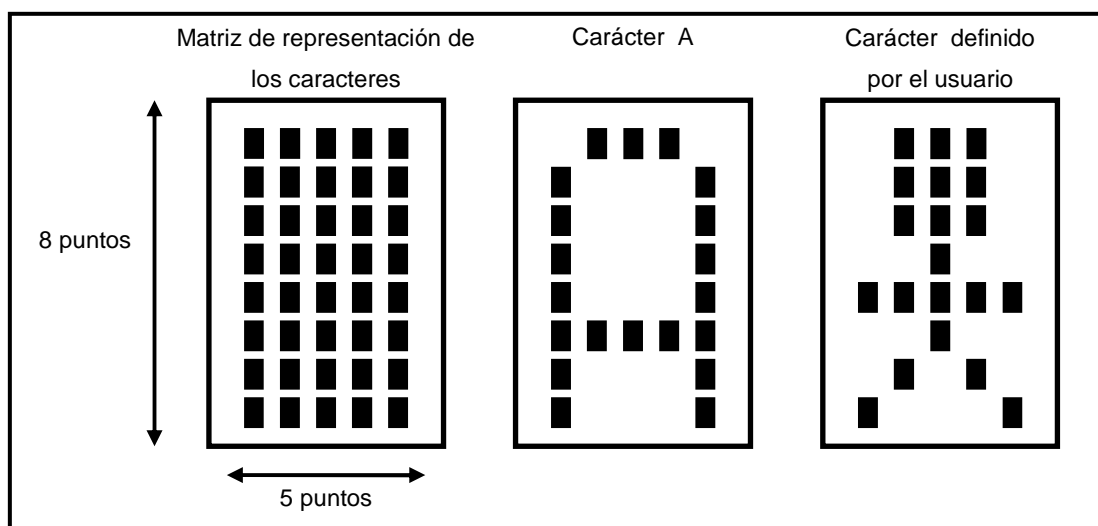 Matriz de representación de
los caracteres
Carácter A
Carácter definido
por el usuario
8 puntos
5 puntos